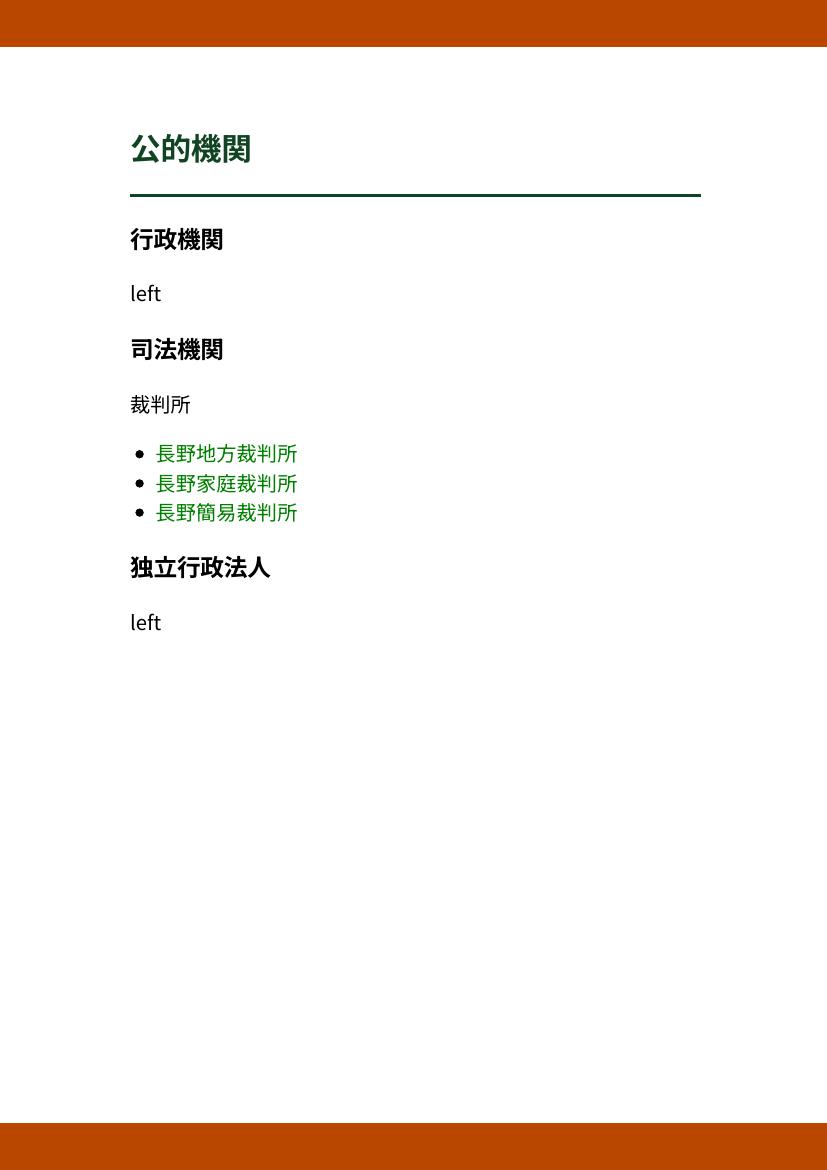 公的機関
行政機関
left
司法機関
裁判所
長野地方裁判所
長野家庭裁判所
長野簡易裁判所
独立行政法人
left